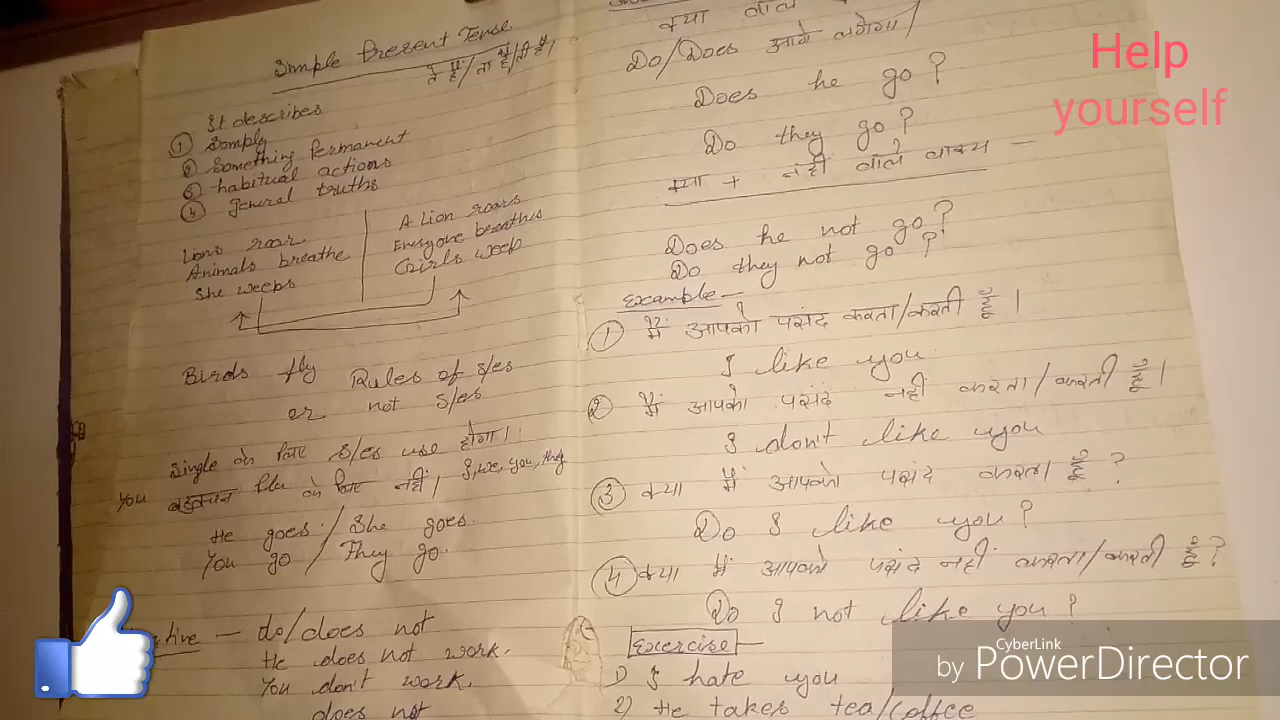 Simple Present Tense
ते हैं/ता है/ती है।
It describes
① Somply
② Something Permanent
③ habitual actions
④ general truths
Lions roar
Animals breathe
She weeps
A Lion roars
Everyone breathes
Girls weep
Birds fly
Rules of s/es
or not s/es
Single के लिए s/es use होगा।
You बहुवचन के लिए नहीं। I, we, you, they
He goes / She goes.
You go / They go.
tive — do/does not
He does not work.
You don't work.
does not
क्या वाले
Do/Does आगे लगेगा/
Does he go?
Do they go?
क्या + नहीं वाले वाक्य —
Does he not go?
Do they not go?
Example —
① मैं आपको पसंद करता/करती हूँ।
I like you.
② मैं आपको पसंद नहीं करता/करती हूँ।
I don't like you
③ क्या मैं आपको पसंद करता हूँ?
Do I like you?
④ क्या मैं आपको पसंद नहीं करता/करती हूँ?
Do I not like you?
Exercise —
1) I hate you
2) He takes tea/coffee
Help
yourself
CyberLink
by PowerDirector